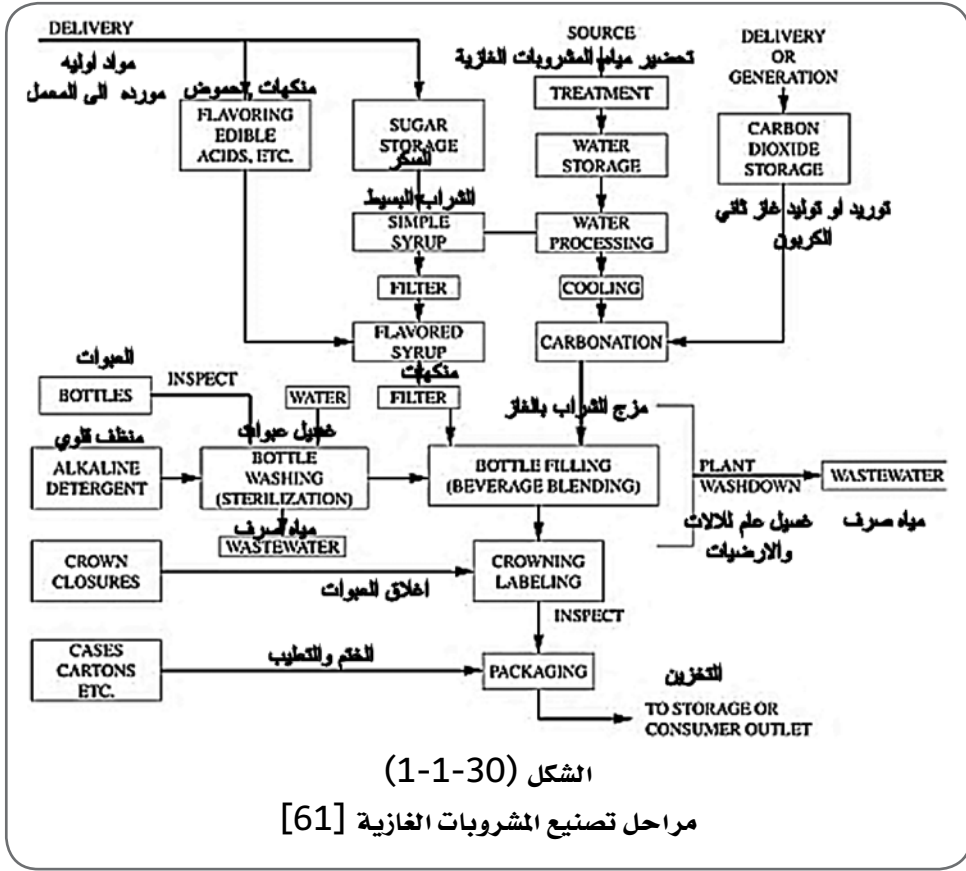 DELIVERY
مواد اوليه
مورده الى المعمل
منكهات, حموض
FLAVORING
EDIBLE
ACIDS, ETC.
SUGAR
STORAGE
السكر
الشراب البسيط
SIMPLE
SYRUP
FILTER
FLAVORED
SYRUP
منكهات
FILTER
SOURCE
تحضير مياه المشروبات الغازية
TREATMENT
WATER
STORAGE
WATER
PROCESSING
COOLING
CARBONATION
DELIVERY
OR
GENERATION
CARBON
DIOXIDE
STORAGE
توريد او توليد غاز ثاني
الكربون
العبوات
BOTTLES
INSPECT
WATER
منظف قلوي
ALKALINE
DETERGENT
غسيل عبوات
BOTTLE
WASHING
(STERILIZATION)
مياه صرف
WASTEWATER
مزج الشراب بالغاز
BOTTLE FILLING
(BEVERAGE BLENDING)
PLANT
WASHDOWN
غسيل عام للالات
والارضيات
WASTEWATER
مياه صرف
CROWN
CLOSURES
اغلاق العبوات
CROWNING
LABELING
INSPECT
CASES
CARTONS
ETC.
الختم والتعليب
PACKAGING
التخزين
TO STORAGE OR
CONSUMER OUTLET
الشكل (30-1-1)
مراحل تصنيع المشروبات الغازية [61]